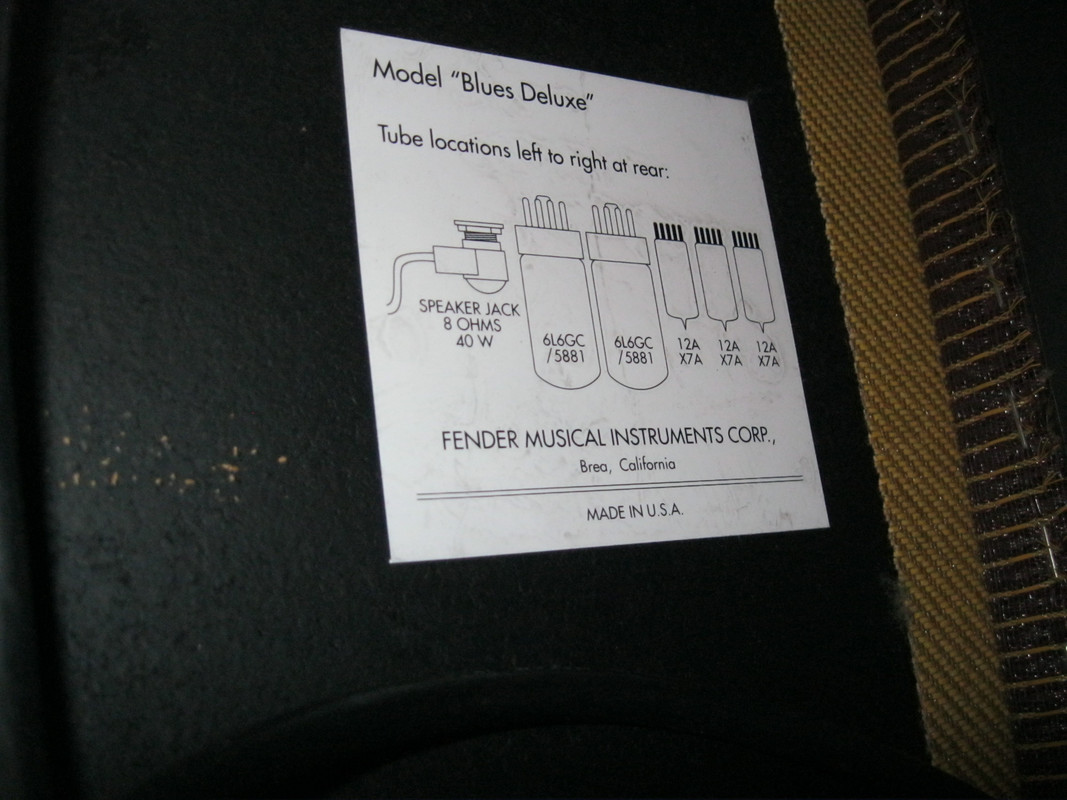 Model "Blues Deluxe"
Tube locations left to right at rear:
SPEAKER JACK
8 OHMS
40 W
6L6GC
/5881
6L6GC
/5881
12A
X7A
12A
X7A
12A
X7A
FENDER MUSICAL INSTRUMENTS CORP.,
Brea, California
MADE IN U.S.A.